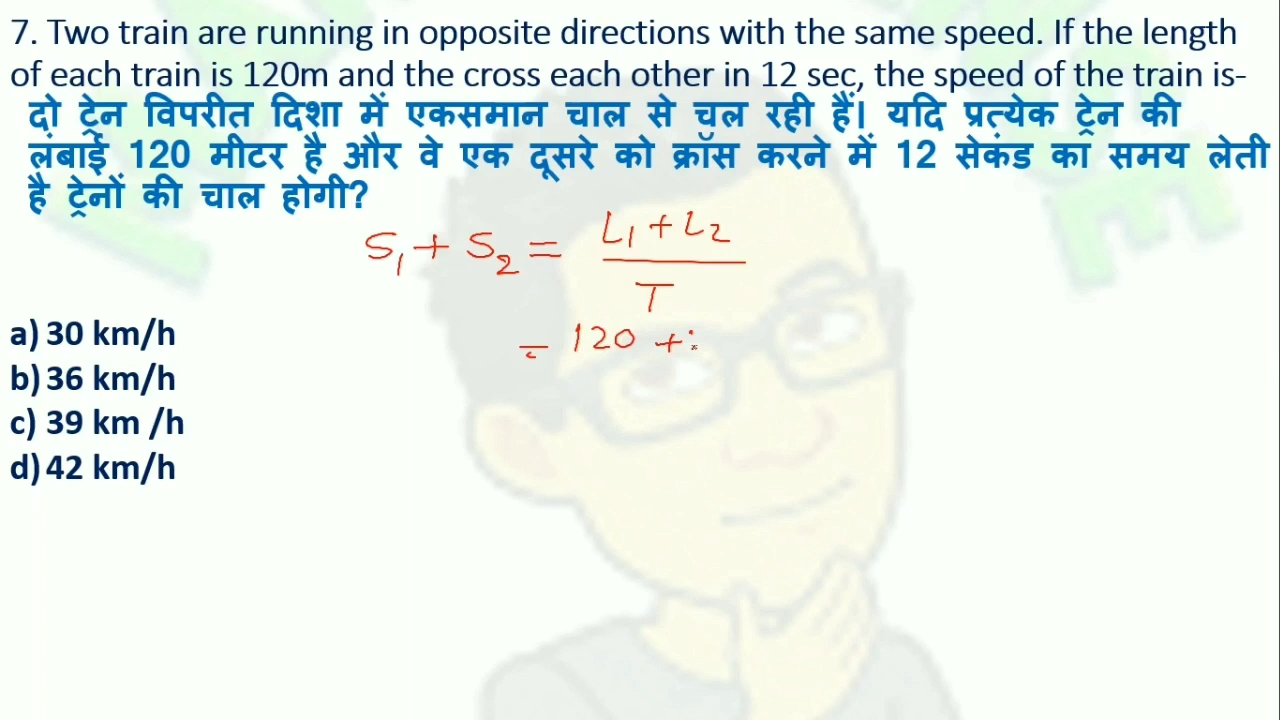 7. Two train are running in opposite directions with the same speed. If the length
of each train is 120m and the cross each other in 12 sec, the speed of the train is-
दो ट्रेन विपरीत दिशा में एकसमान चाल से चल रही हैं। यदि प्रत्येक ट्रेन की
लंबाई 120 मीटर है और वे एक दूसरे को क्रॉस करने में 12 सेकंड का समय लेती
है ट्रेनों की चाल होगी?
S₁ + S₂ = L₁ + L₂
T
= 120 +
a) 30 km/h
b) 36 km/h
c) 39 km /h
d) 42 km/h